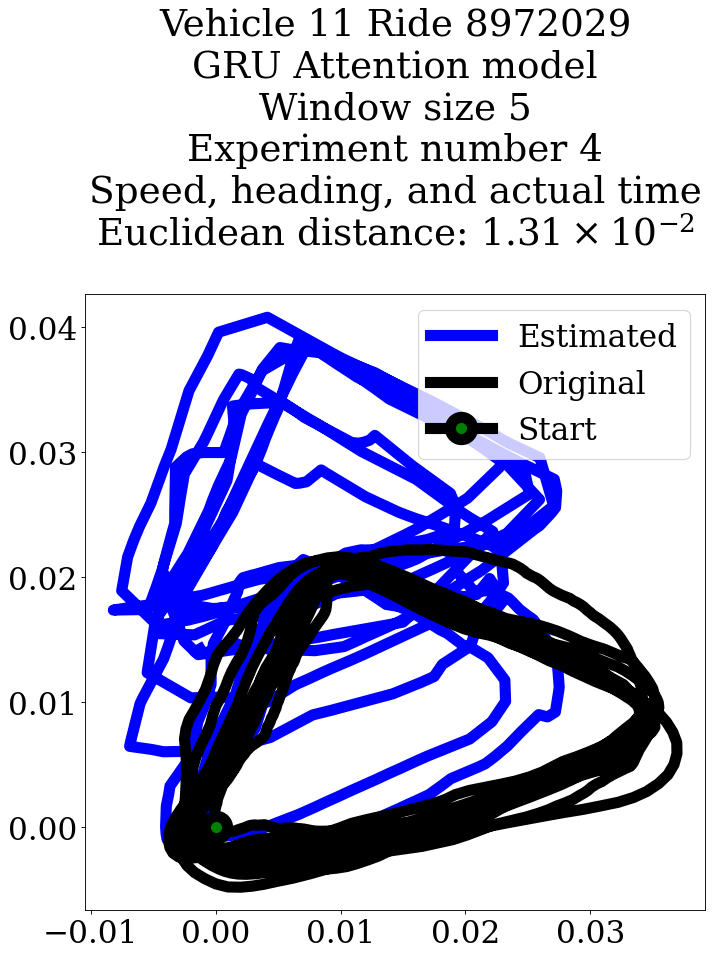 Vehicle 11 Ride 8972029
GRU Attention model
Window size 5
Experiment number 4
Speed, heading, and actual time
Euclidean distance: 1.31 × 10⁻²
Estimated
Original
Start
0.04
0.03
0.02
0.01
0.00
−0.01 0.00 0.01 0.02 0.03